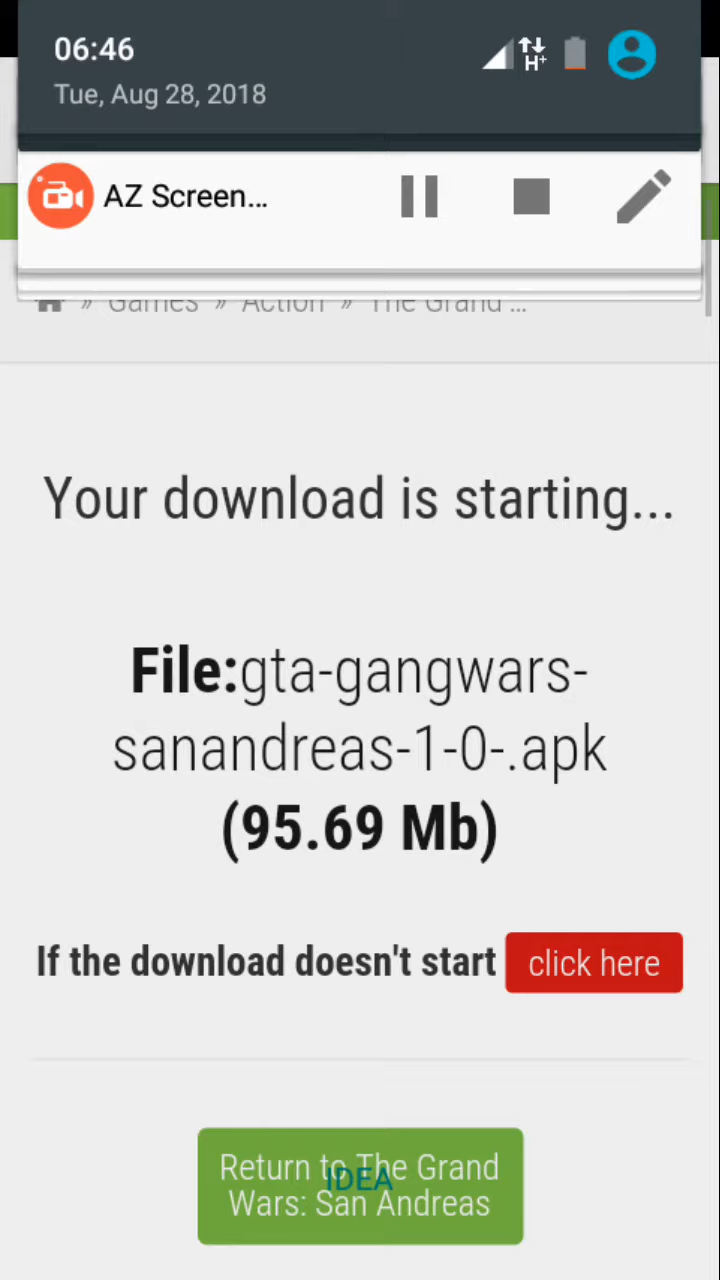 06:46
H+
Tue, Aug 28, 2018
AZ Screen...
» Games » Action » The Grand ...
Your download is starting...
File:gta-gangwars-
sanandreas-1-0-.apk
(95.69 Mb)
If the download doesn't start click here
Return to The Grand
IDEA
Wars: San Andreas